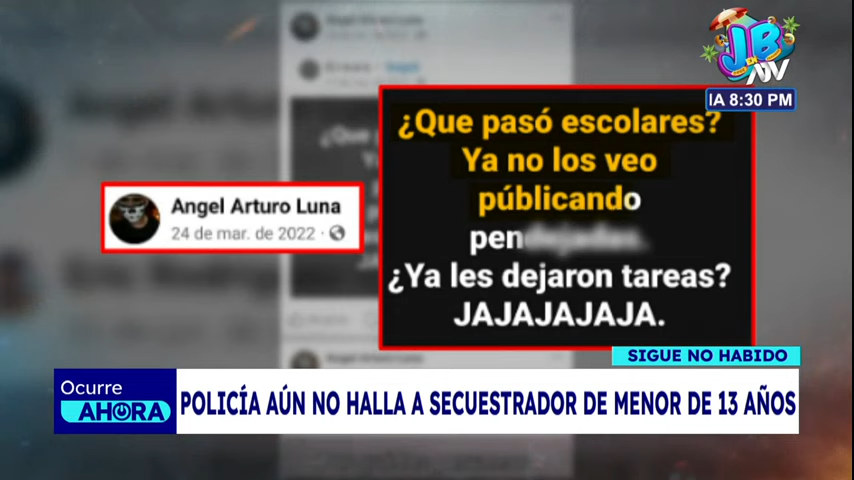 JB
ATV
IA 8:30 PM
¿Que pasó escolares?
Ya no los veo
públicando
pendejadas.
¿Ya les dejaron tareas?
JAJAJAJAJA.
Angel Arturo Luna
24 de mar. de 2022
SIGUE NO HABIDO
Ocurre
AHORA
POLICÍA AÚN NO HALLA A SECUESTRADOR DE MENOR DE 13 AÑOS